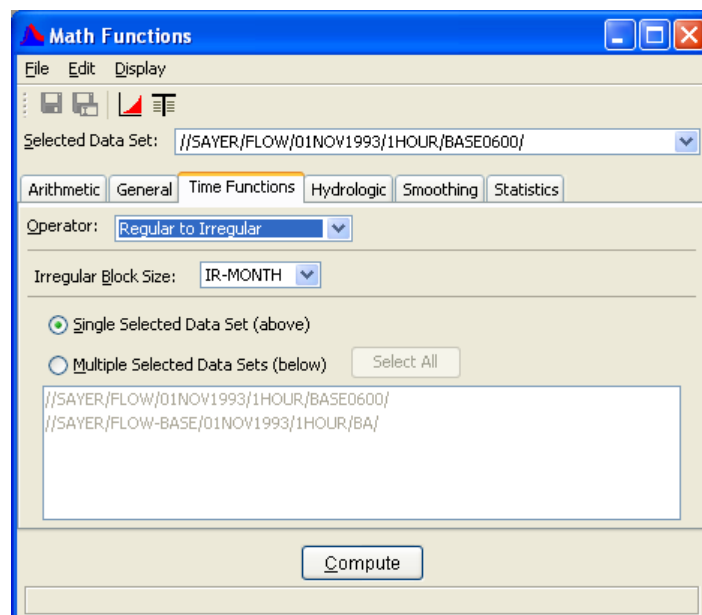 Math Functions
File Edit Display
Selected Data Set: //SAYER/FLOW/01NOV1993/1HOUR/BASE0600/
Arithmetic General Time Functions Hydrologic Smoothing Statistics
Operator: Regular to Irregular
Irregular Block Size: IR-MONTH
Single Selected Data Set (above)
Multiple Selected Data Sets (below) Select All
//SAYER/FLOW/01NOV1993/1HOUR/BASE0600/
//SAYER/FLOW-BASE/01NOV1993/1HOUR/BA/
Compute